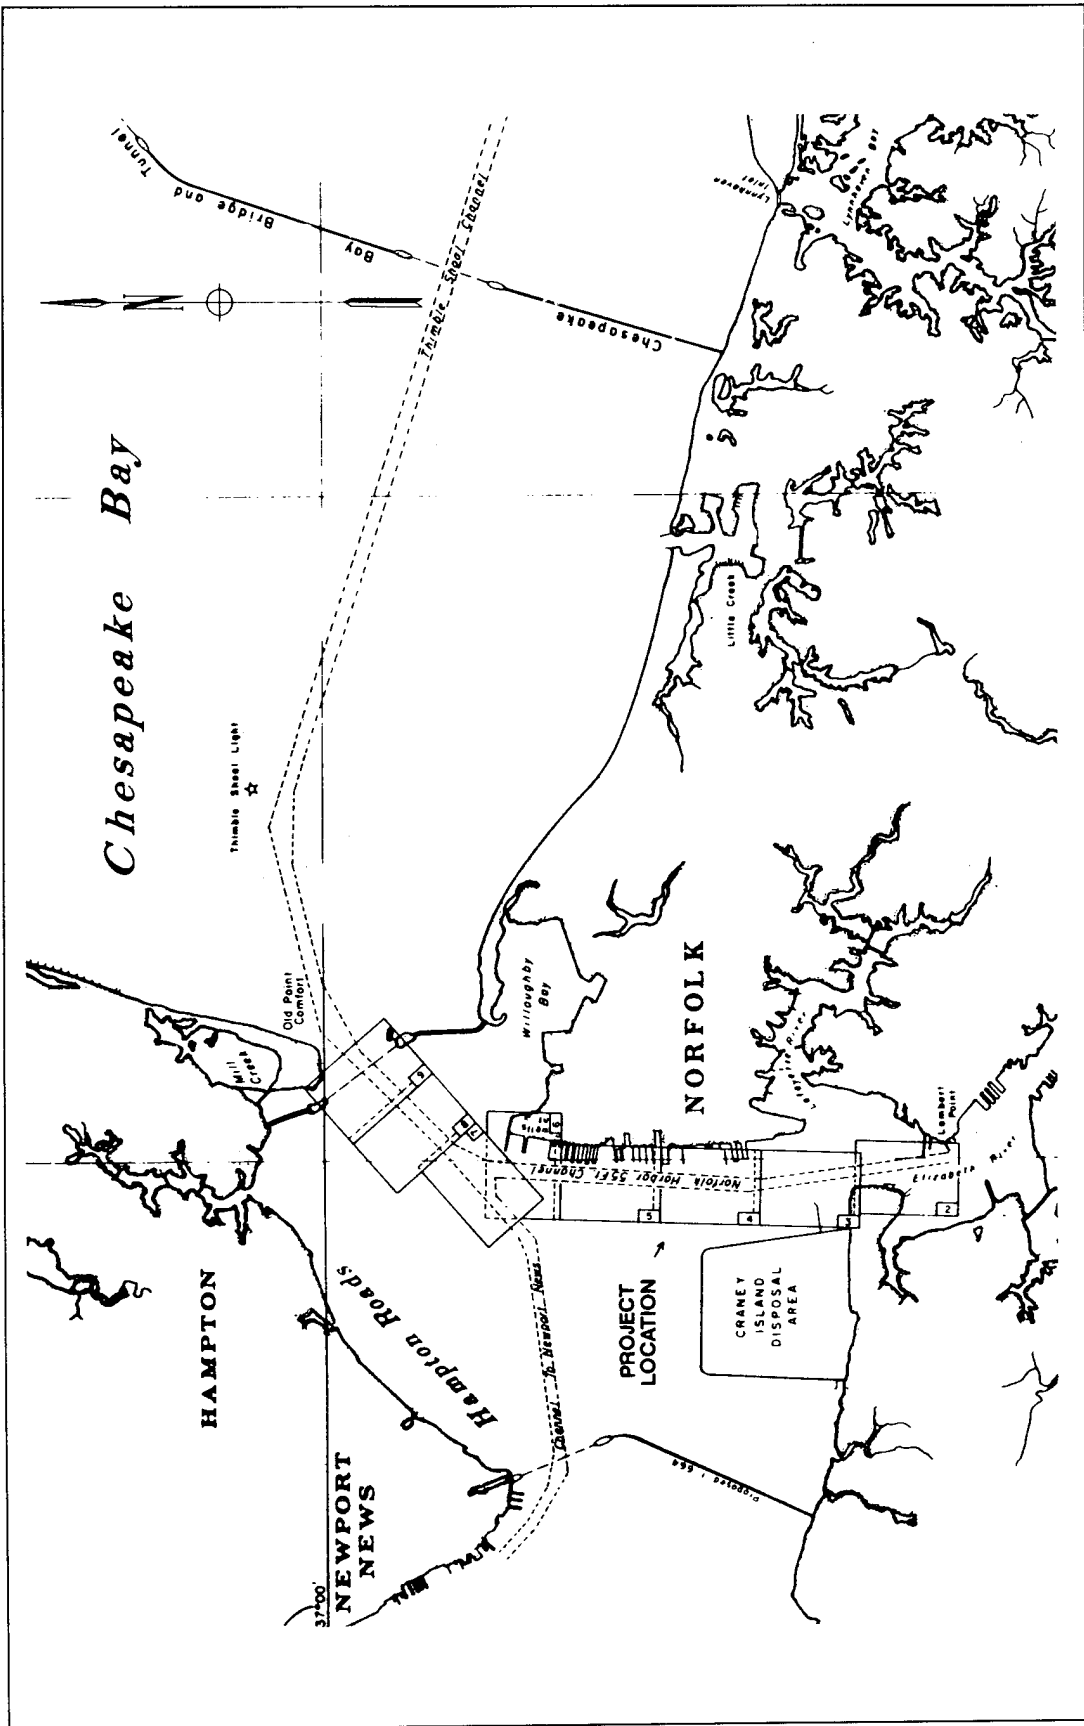 Chesapeake Bay
Tunnel
Bridge and
Bay
Chesapeake
N
Thimble Shoal Channel
Thimble Shoal Light
Lynnhaven
Inlet
Lynnhaven Bay
Little Creek
Old Point
Comfort
Mill
Creek
Willoughby
Bay
NORFOLK
Lafayette River
Lambert
Point
Elizabeth River
Norfolk Harbor 55Ft Channel
9
8
7
6
5
4
3
2
HAMPTON
Hampton Roads
NEWPORT
NEWS
37°00'
Channel to Newport News
PROJECT
LOCATION
CRANEY
ISLAND
DISPOSAL
AREA
Proposed I-664